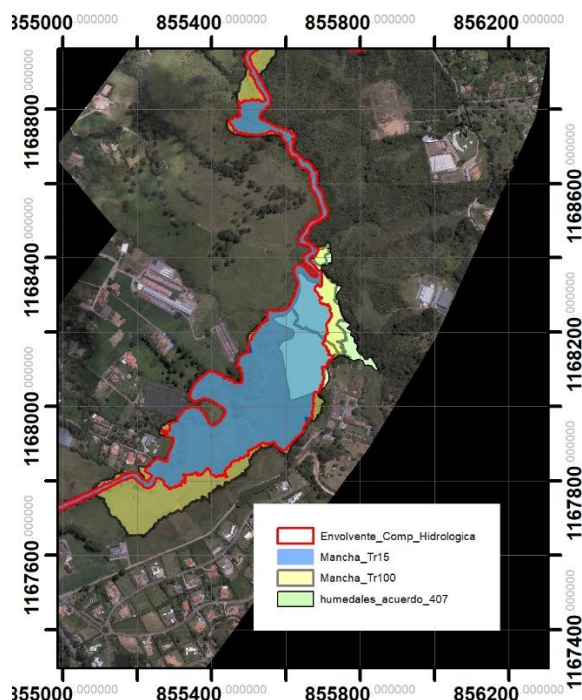 855000.000000 855400.000000 855800.000000 856200.000000
1168800.000000
1168600.000000
1168400.000000
1168200.000000
1168000.000000
1167800.000000
1167600.000000
1167400.000000
Envolvente_Comp_Hidrologica
Mancha_Tr15
Mancha_Tr100
humedales_acuerdo_407
855000.000000 855400.000000 855800.000000 856200.000000